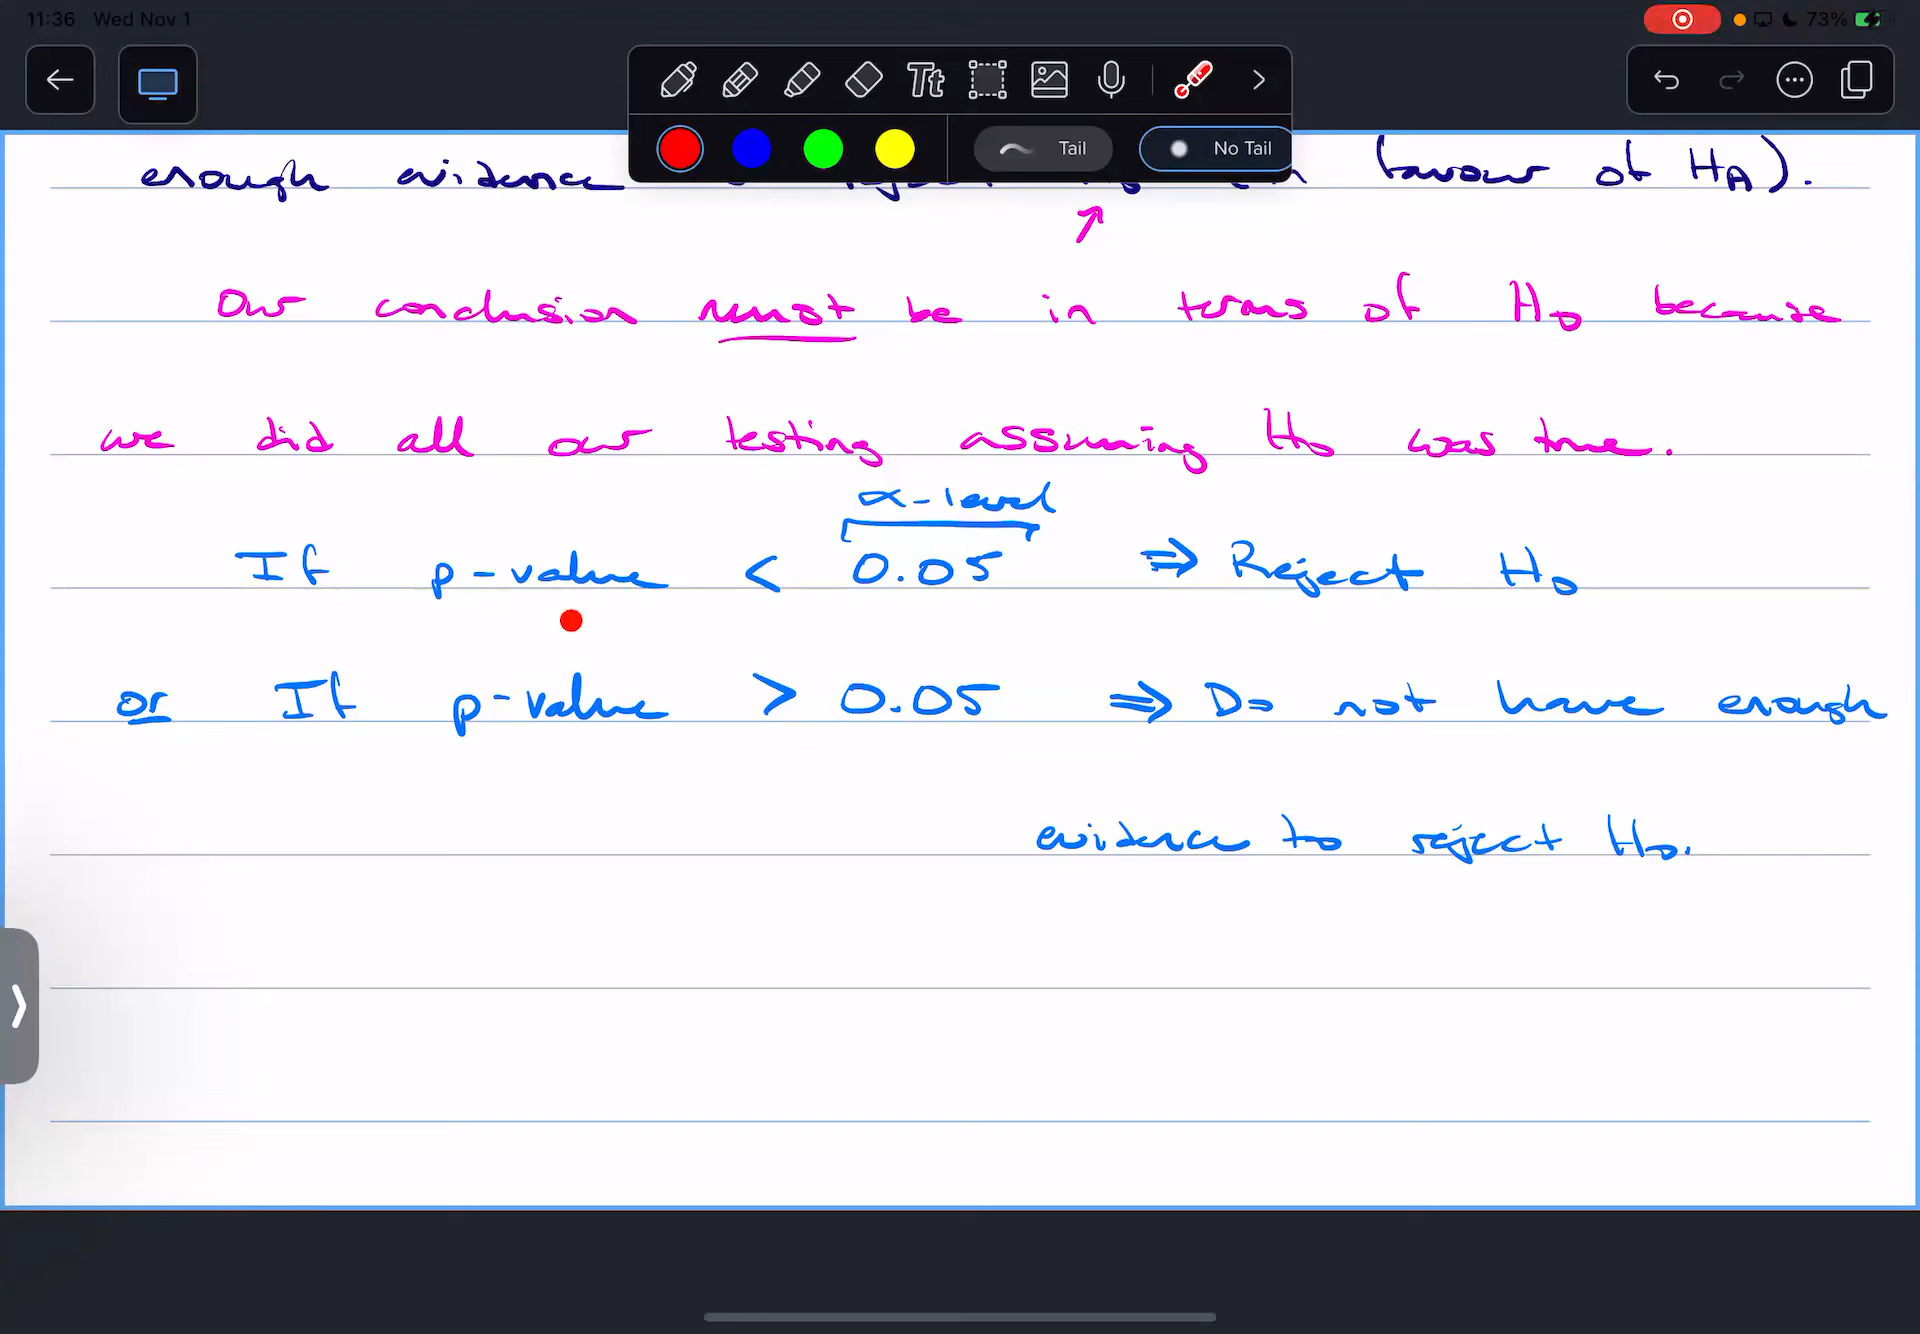 11:36 Wed Nov 1
73%
Tt
Tail No Tail
enough evidence favour of HA).
Our conclusion must be in terms of H0 because
we did all our testing assuming H0 was true.
α-level
If p-value < 0.05 ⇒ Reject H0
or If p-value > 0.05 ⇒ Do not have enough
evidence to reject H0.